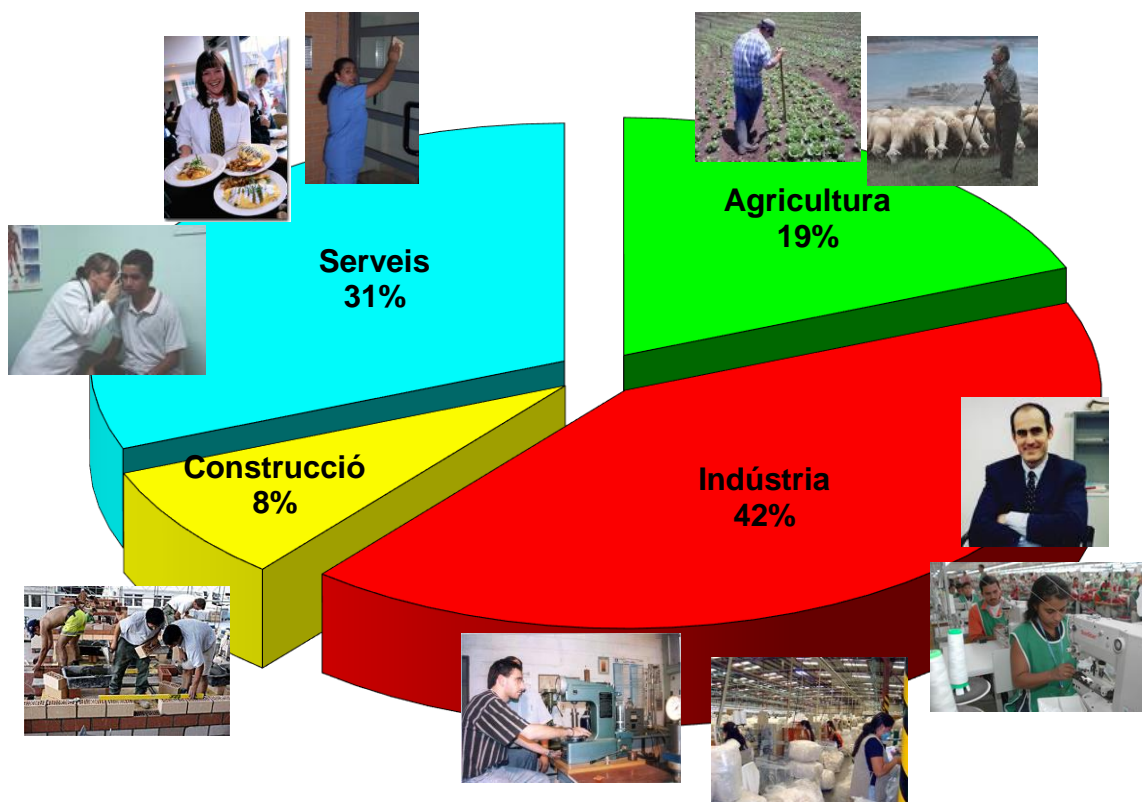 Agricultura
19%
Serveis
31%
Construcció
8%
Indústria
42%